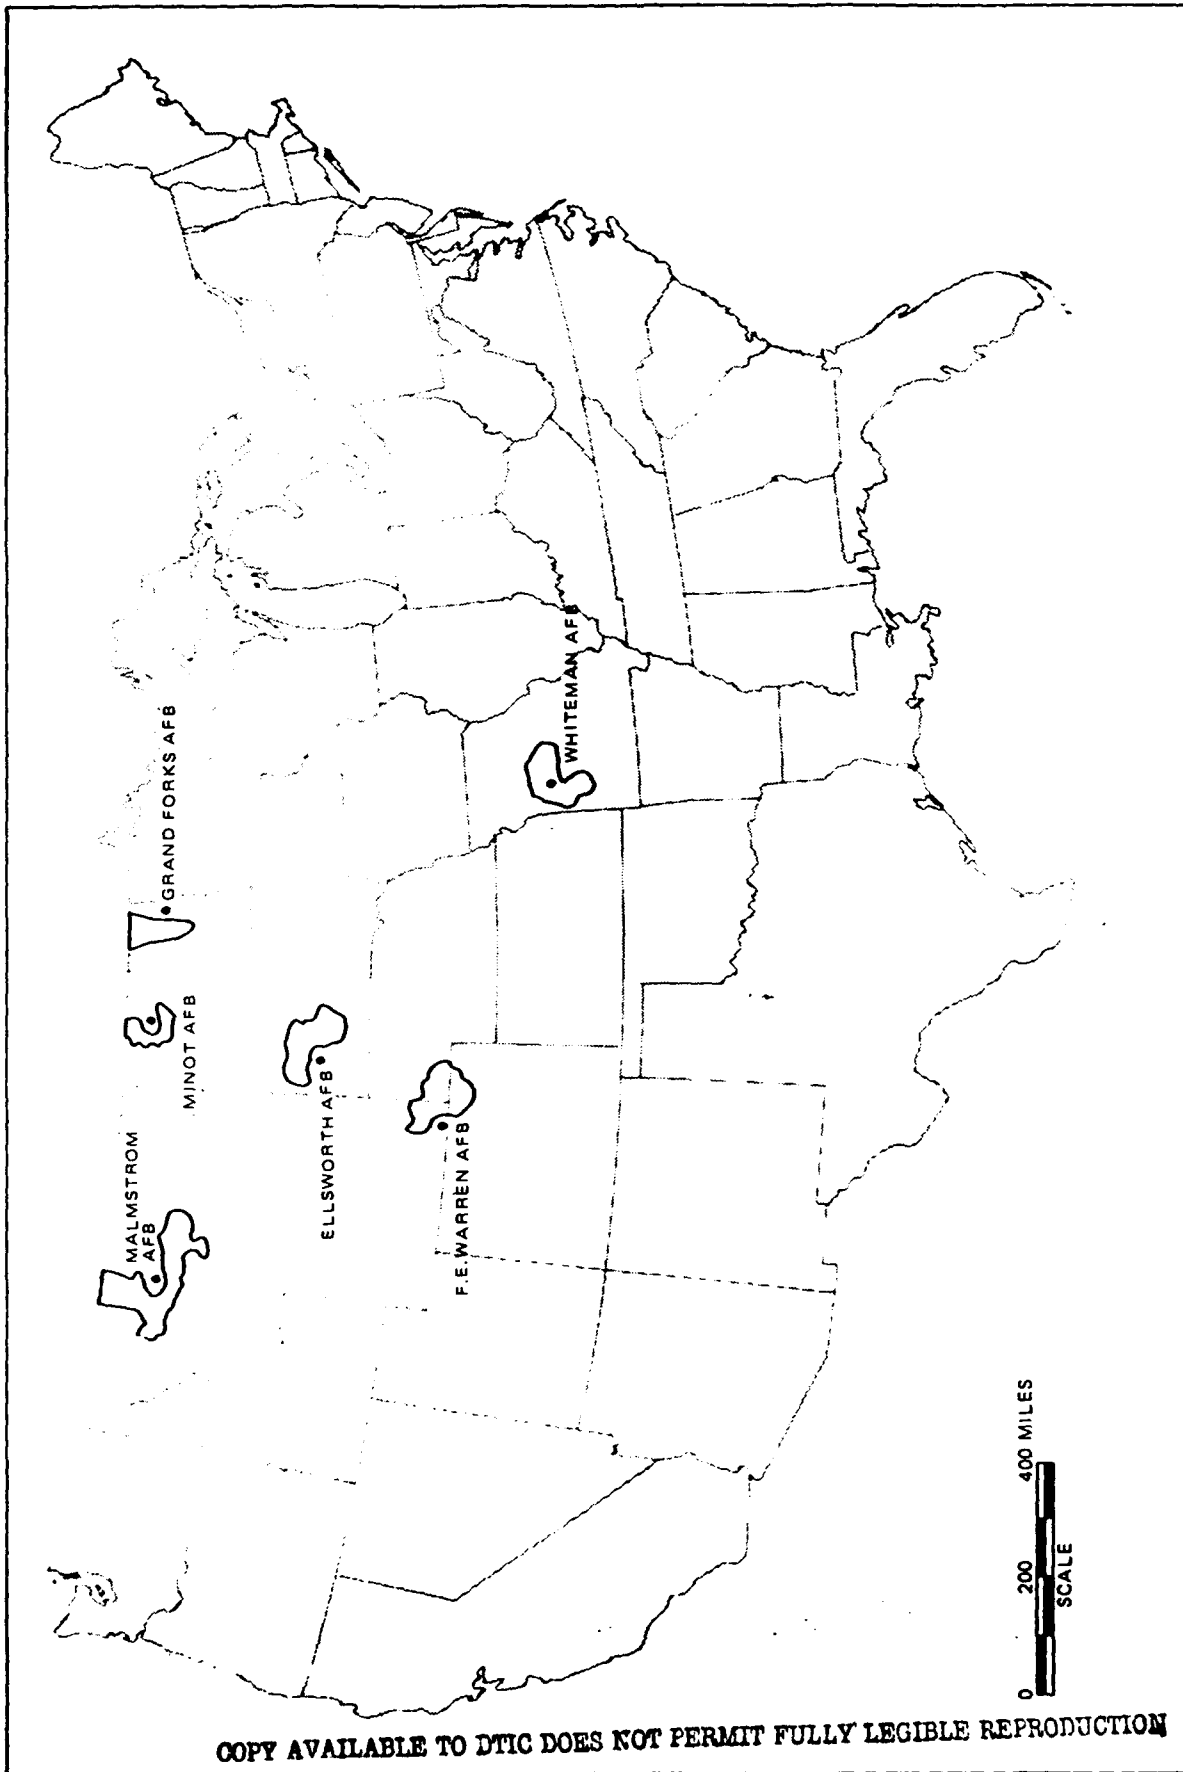 MALMSTROM
AFB
MINOT AFB
GRAND FORKS AFB
ELLSWORTH AFB
F.E. WARREN AFB
WHITEMAN AFB
0 200 400 MILES
SCALE
COPY AVAILABLE TO DTIC DOES NOT PERMIT FULLY LEGIBLE REPRODUCTION